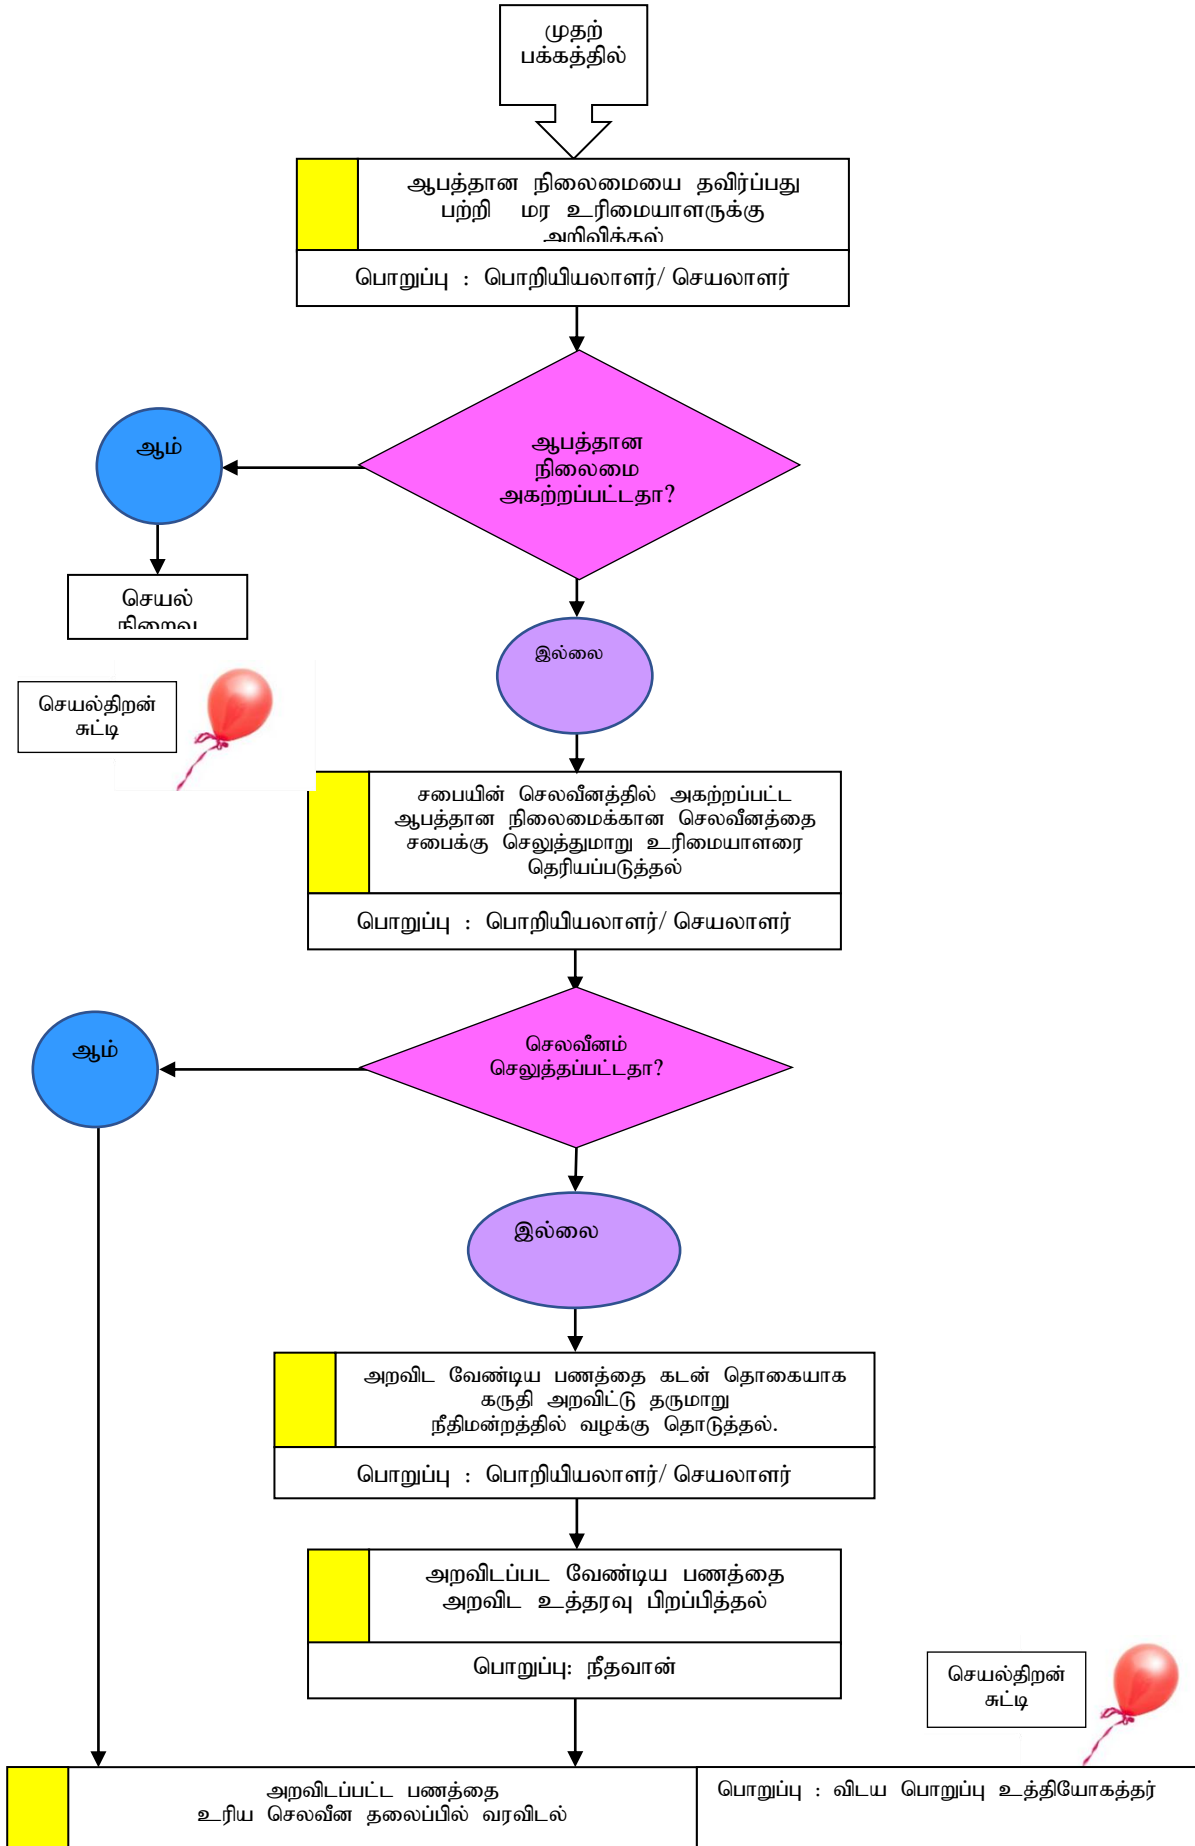 முதற்
பக்கத்தில்
ஆபத்தான நிலைமையை தவிர்ப்பது
பற்றி மர உரிமையாளருக்கு
அறிவித்தல்
பொறுப்பு : பொறியியலாளர்/ செயலாளர்
ஆபத்தான
நிலைமை
அகற்றப்பட்டதா?
ஆம்
செயல்
நிறைவு
இல்லை
செயல்திறன்
சுட்டி
சபையின் செலவீனத்தில் அகற்றப்பட்ட
ஆபத்தான நிலைமைக்கான செலவீனத்தை
சபைக்கு செலுத்துமாறு உரிமையாளரை
தெரியப்படுத்தல்
பொறுப்பு : பொறியியலாளர்/ செயலாளர்
செலவீனம்
செலுத்தப்பட்டதா?
ஆம்
இல்லை
அறவிட வேண்டிய பணத்தை கடன் தொகையாக
கருதி அறவிட்டு தருமாறு
நீதிமன்றத்தில் வழக்கு தொடுத்தல்.
பொறுப்பு : பொறியியலாளர்/ செயலாளர்
அறவிடப்பட வேண்டிய பணத்தை
அறவிட உத்தரவு பிறப்பித்தல்
பொறுப்பு: நீதவான்
செயல்திறன்
சுட்டி
அறவிடப்பட்ட பணத்தை
உரிய செலவீன தலைப்பில் வரவிடல்
பொறுப்பு : விடய பொறுப்பு உத்தியோகத்தர்